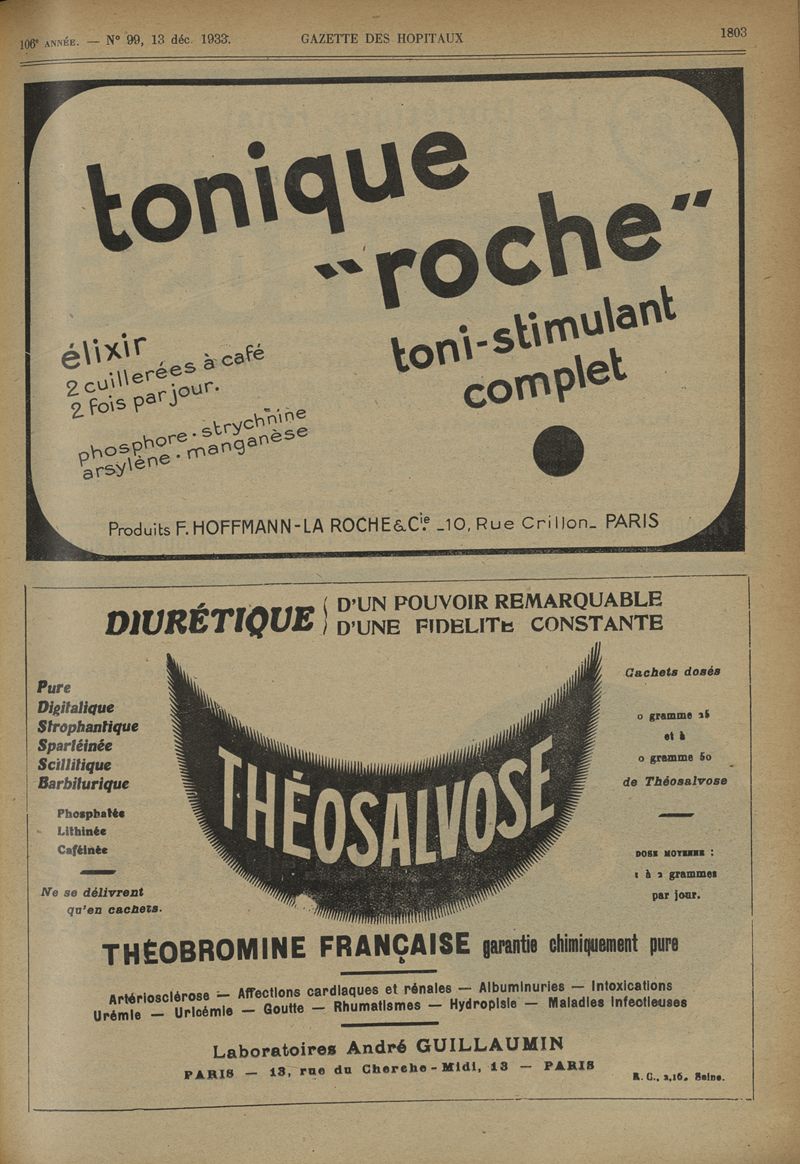 106e ANNÉE. — N° 99, 13 déc. 1933. GAZETTE DES HOPITAUX 1803
tonique
"roche"
toni-stimulant
complet
élixir
2 cuillerées à café
2 fois par jour.
phosphore · strychnine
arsylène · manganèse
Produits F. HOFFMANN-LA ROCHE & Cie. _10, Rue Crillon_ PARIS
DIURÉTIQUE
D'UN POUVOIR REMARQUABLE
D'UNE FIDELITE CONSTANTE
Pure
Digitalique
Strophantique
Spartéinée
Scillitique
Barbiturique
Phosphatée
Lithinée
Caféinée
Ne se délivrent
qu'en cachets.
THÉOSALVOSE
Cachets dosés
0 gramme 25
et à
0 gramme 50
de Théosalvose
DOSE MOYENNE :
1 à 2 grammes
par jour.
THÉOBROMINE FRANÇAISE garantie chimiquement pure
Artériosclérose — Affections cardiaques et rénales — Albuminuries — Intoxications
Urémie — Uricémie — Goutte — Rhumatismes — Hydropisie — Maladies Infectieuses
Laboratoires André GUILLAUMIN
PARIS — 13, rue du Cherche-Midi, 13 — PARIS
R. C., 2,16. Seine.